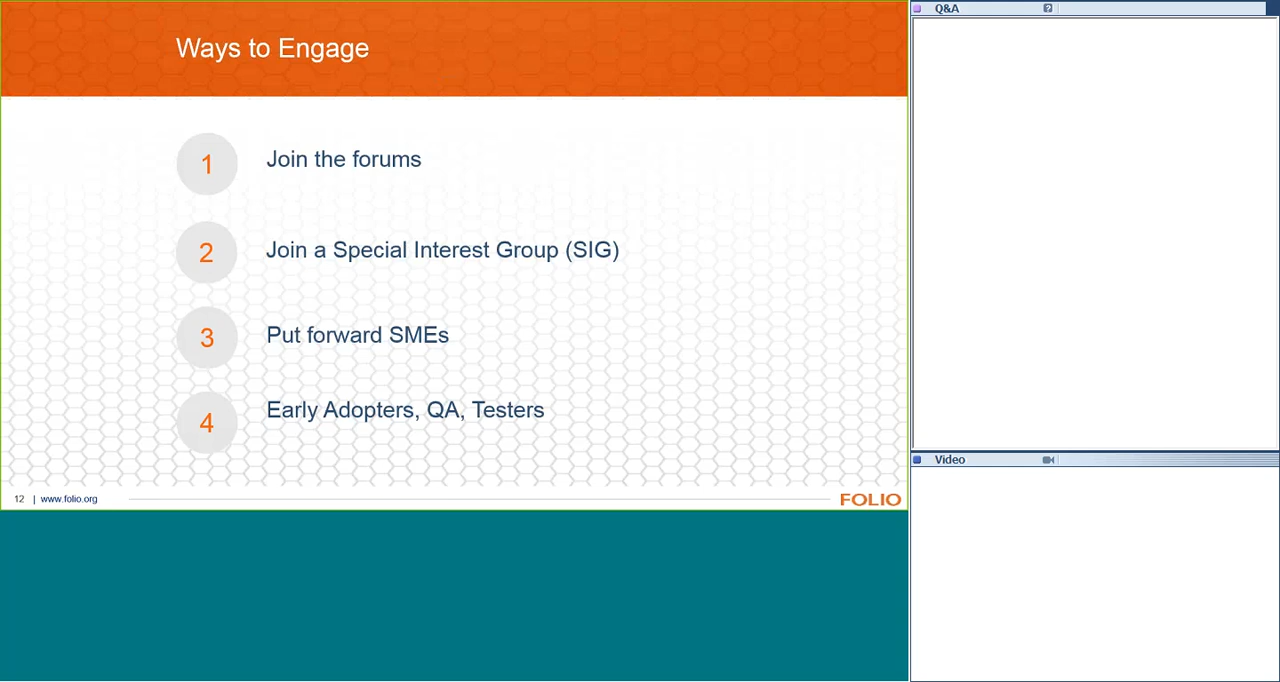 Ways to Engage
1 Join the forums
2 Join a Special Interest Group (SIG)
3 Put forward SMEs
4 Early Adopters, QA, Testers
12 | www.folio.org FOLIO
Q&A ?
Video